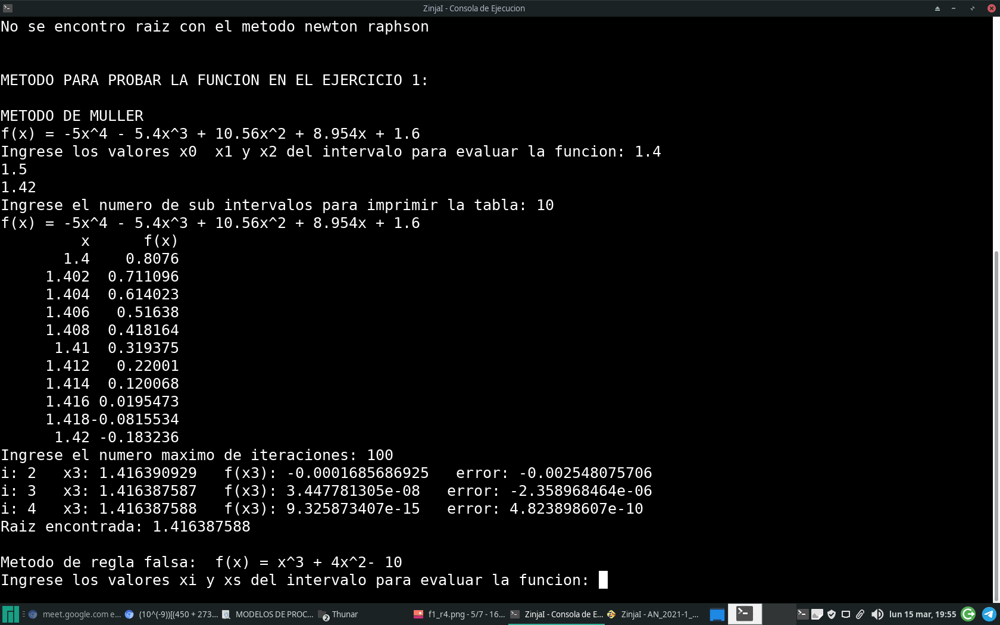 ZinjaI - Consola de Ejecucion
No se encontro raiz con el metodo newton raphson
METODO PARA PROBAR LA FUNCION EN EL EJERCICIO 1:
METODO DE MULLER
f(x) = -5x^4 - 5.4x^3 + 10.56x^2 + 8.954x + 1.6
Ingrese los valores x0  x1 y x2 del intervalo para evaluar la funcion: 1.4
1.5
1.42
Ingrese el numero de sub intervalos para imprimir la tabla: 10
f(x) = -5x^4 - 5.4x^3 + 10.56x^2 + 8.954x + 1.6
x      f(x)
1.4    0.8076
1.402  0.711096
1.404  0.614023
1.406   0.51638
1.408  0.418164
1.41  0.319375
1.412   0.22001
1.414  0.120068
1.416 0.0195473
1.418-0.0815534
1.42 -0.183236
Ingrese el numero maximo de iteraciones: 100
i: 2   x3: 1.416390929   f(x3): -0.0001685686925   error: -0.002548075706
i: 3   x3: 1.416387587   f(x3): 3.447781305e-08   error: -2.358968464e-06
i: 4   x3: 1.416387588   f(x3): 9.325873407e-15   error: 4.823898607e-10
Raiz encontrada: 1.416387588
Metodo de regla falsa:  f(x) = x^3 + 4x^2- 10
Ingrese los valores xi y xs del intervalo para evaluar la funcion:
meet.google.com e... (10^(-9))[(450 + 273... MODELOS DE PROC... 2 Thunar f1_r4.png - 5/7 - 16... ZinjaI - Consola de E... ZinjaI - AN_2021-1_... lun 15 mar, 19:55